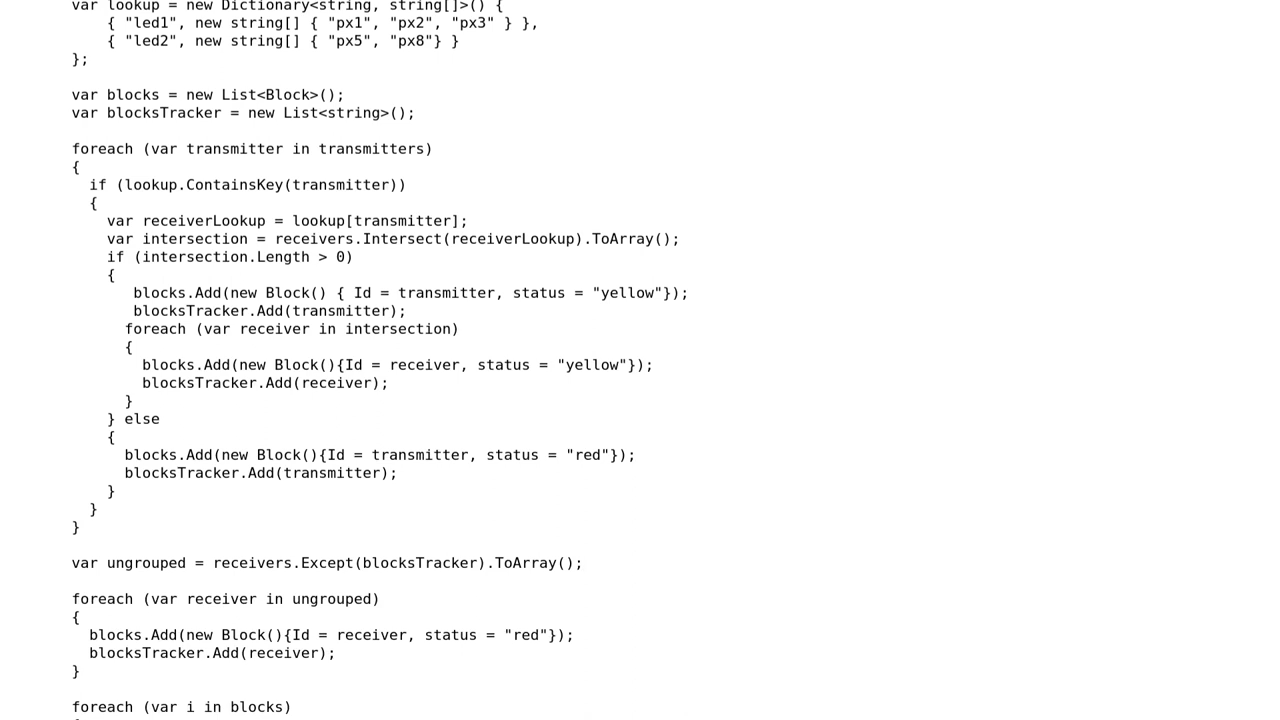 var lookup = new Dictionary<string, string[]>() {
    { "led1", new string[] { "px1", "px2", "px3" } },
    { "led2", new string[] { "px5", "px8"} }
};

var blocks = new List<Block>();
var blocksTracker = new List<string>();

foreach (var transmitter in transmitters)
{
  if (lookup.ContainsKey(transmitter))
  {
    var receiverLookup = lookup[transmitter];
    var intersection = receivers.Intersect(receiverLookup).ToArray();
    if (intersection.Length > 0)
    {
       blocks.Add(new Block() { Id = transmitter, status = "yellow"});
       blocksTracker.Add(transmitter);
      foreach (var receiver in intersection)
      {
        blocks.Add(new Block(){Id = receiver, status = "yellow"});
        blocksTracker.Add(receiver);
      }
    } else
    {
      blocks.Add(new Block(){Id = transmitter, status = "red"});
      blocksTracker.Add(transmitter);
    }
  }
}

var ungrouped = receivers.Except(blocksTracker).ToArray();

foreach (var receiver in ungrouped)
{
  blocks.Add(new Block(){Id = receiver, status = "red"});
  blocksTracker.Add(receiver);
}

foreach (var i in blocks)